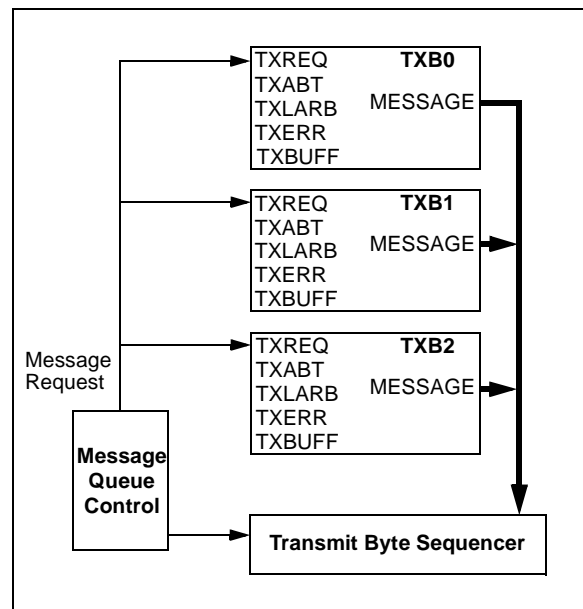 TXREQ TXB0
TXABT
TXLARB MESSAGE
TXERR
TXBUFF
TXREQ TXB1
TXABT
TXLARB MESSAGE
TXERR
TXBUFF
TXREQ TXB2
TXABT
TXLARB MESSAGE
TXERR
TXBUFF
Message
Request
Message
Queue
Control
Transmit Byte Sequencer